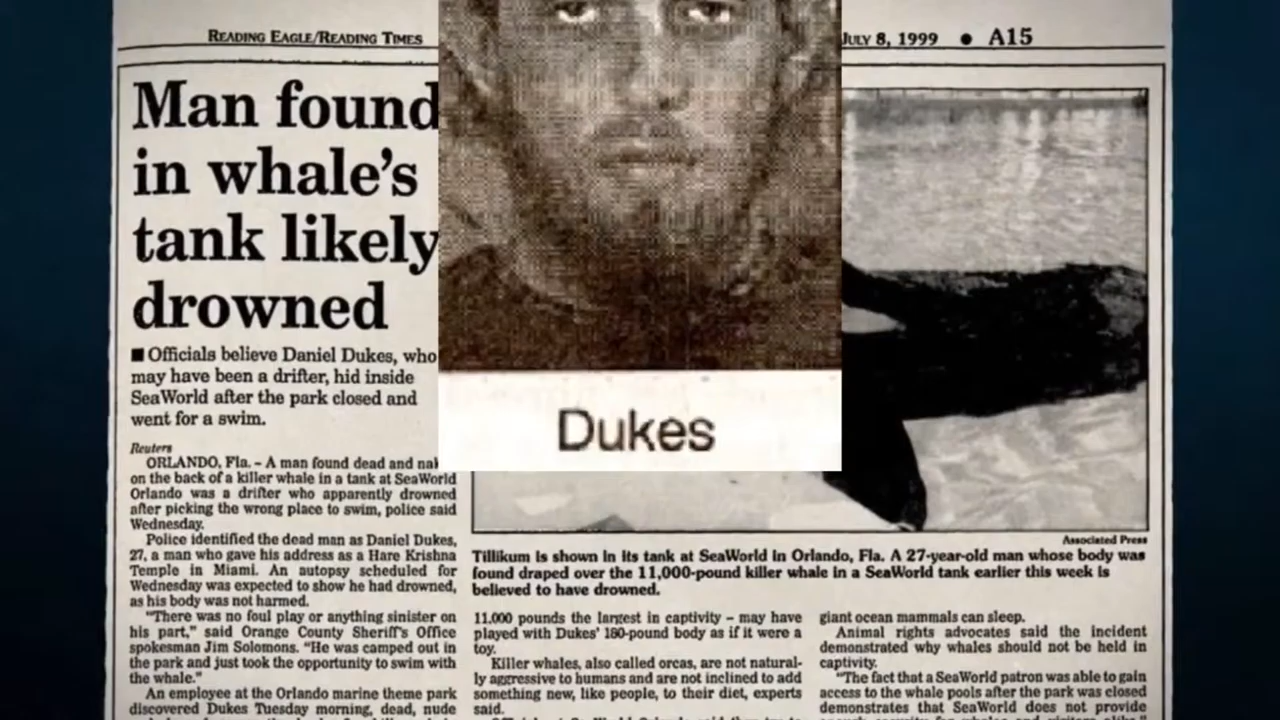 READING EAGLE/READING TIMES
JULY 8, 1999 ● A15
Man found
in whale's
tank likely
drowned
■ Officials believe Daniel Dukes, who
may have been a drifter, hid inside
SeaWorld after the park closed and
went for a swim.
Reuters
ORLANDO, Fla. – A man found dead and
on the back of a killer whale in a tank at SeaWorld
Orlando was a drifter who apparently drowned
after picking the wrong place to swim, police said
Wednesday.
Police identified the dead man as Daniel Dukes,
27, a man who gave his address as a Hare Krishna
Temple in Miami. An autopsy scheduled for
Wednesday was expected to show he had drowned,
as his body was not harmed.
"There was no foul play or anything sinister on
his part," said Orange County Sheriff's Office
spokesman Jim Solomons. "He was camped out in
the park and just took the opportunity to swim with
the whale."
An employee at the Orlando marine theme park
discovered Dukes Tuesday morning, dead, nude
Dukes
Associated Press
Tillikum is shown in its tank at SeaWorld in Orlando, Fla. A 27-year-old man whose body was
found draped over the 11,000-pound killer whale in a SeaWorld tank earlier this week is
believed to have drowned.
11,000 pounds the largest in captivity – may have
played with Dukes' 180-pound body as if it were a
toy.
Killer whales, also called orcas, are not natural-
ly aggressive to humans and are not inclined to add
something new, like people, to their diet, experts
said.
giant ocean mammals can sleep.
Animal rights advocates said the incident
demonstrated why whales should not be held in
captivity.
"The fact that a SeaWorld patron was able to gain
access to the whale pools after the park was closed
demonstrates that SeaWorld does not provide